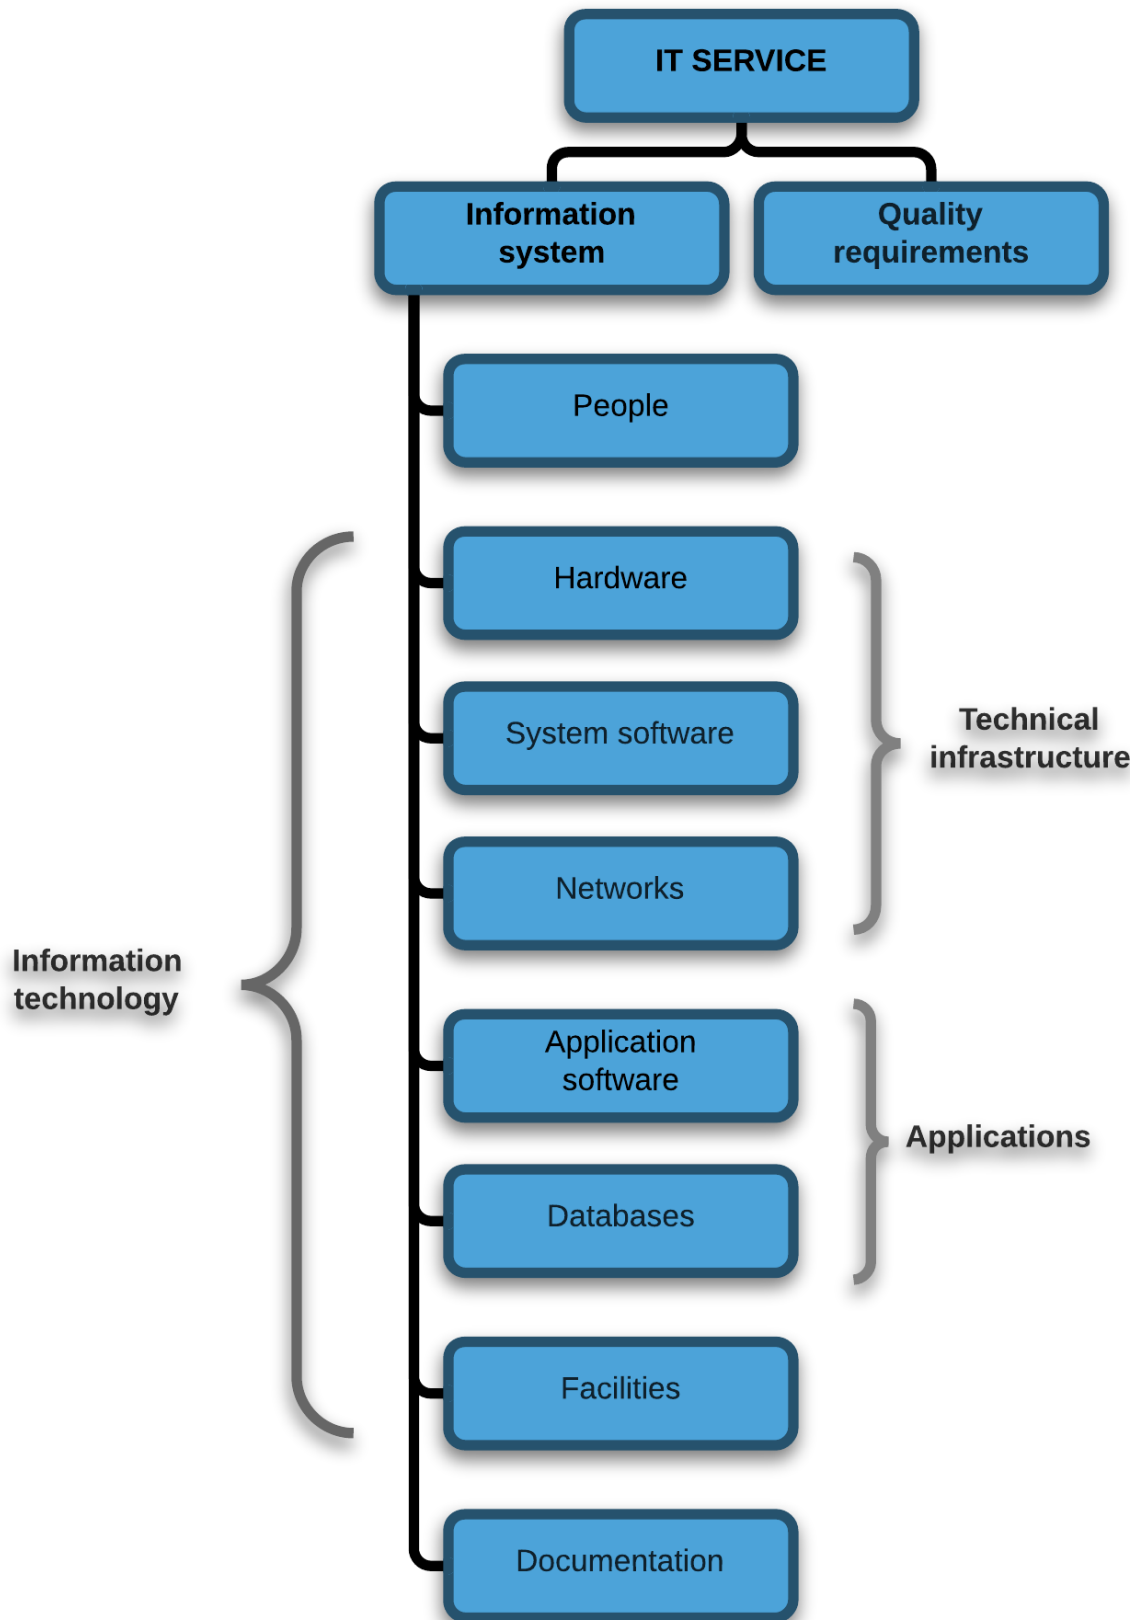 IT SERVICE
Information
system
Quality
requirements
People
Hardware
System software
Technical
infrastructure
Networks
Information
technology
Application
software
Applications
Databases
Facilities
Documentation